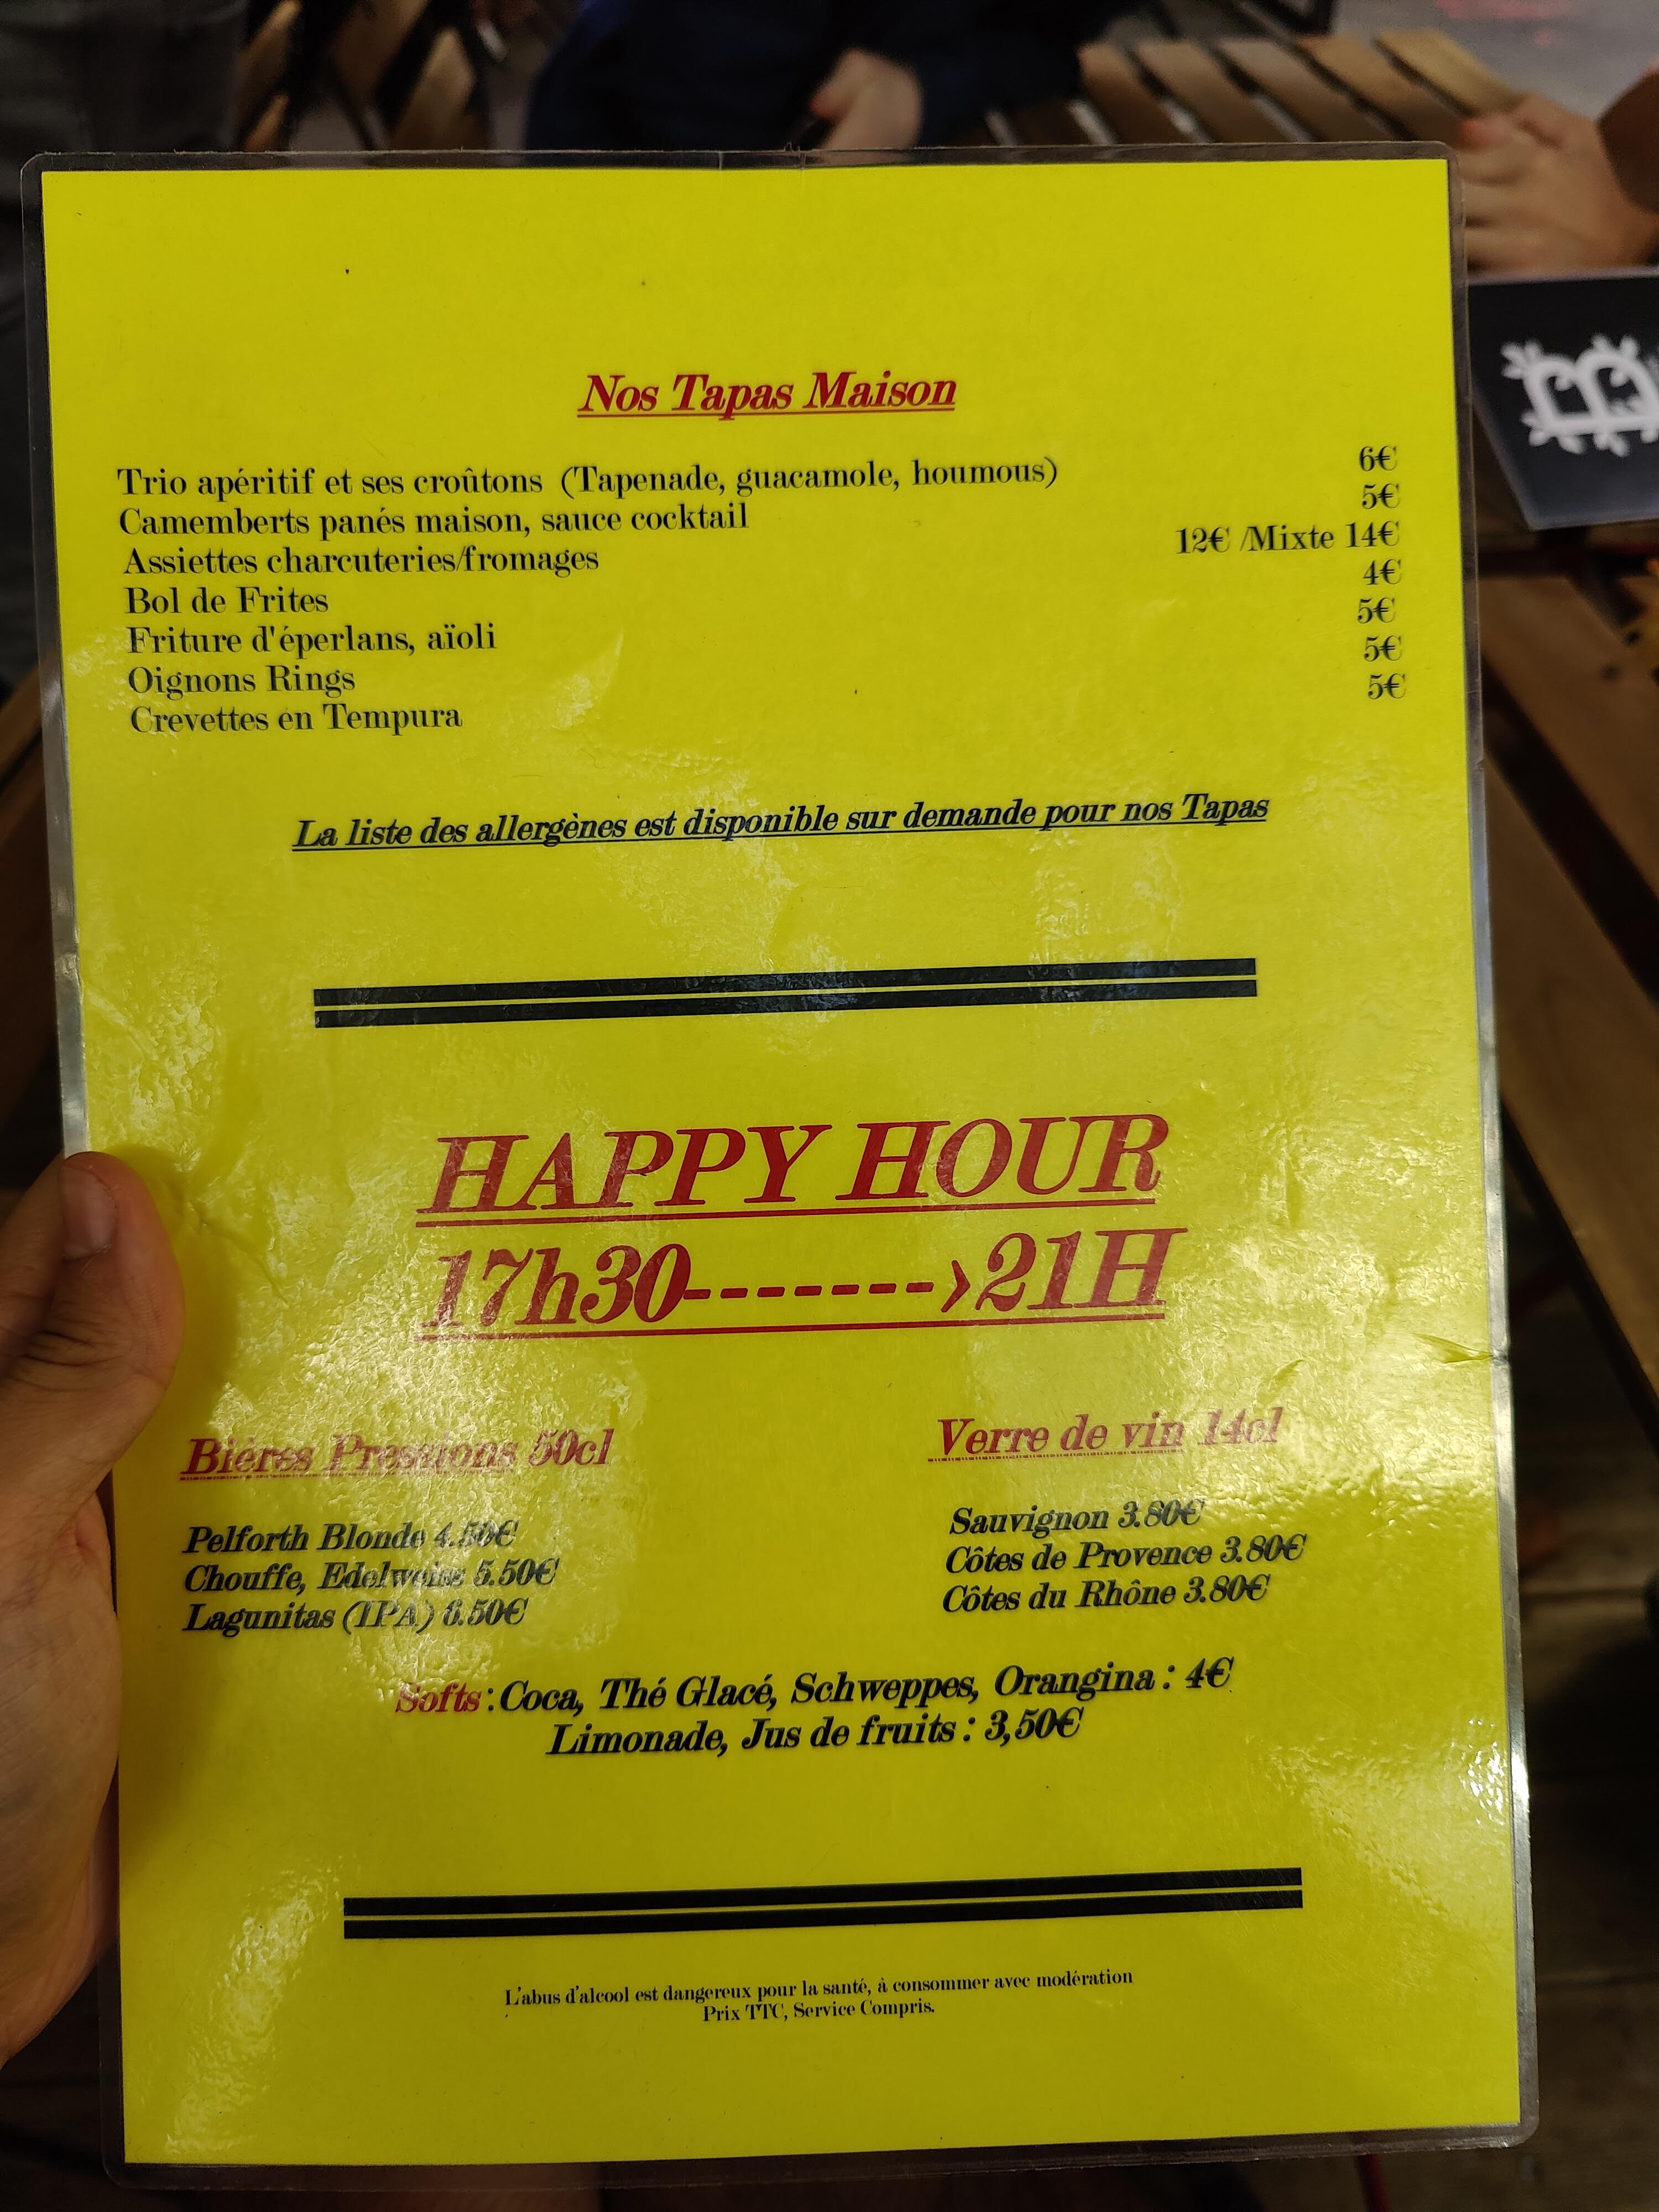 Nos Tapas Maison
Trio apéritif et ses croûtons (Tapenade, guacamole, houmous) 6€
Camemberts panés maison, sauce cocktail 5€
Assiettes charcuteries/fromages 12€ /Mixte 14€
Bol de Frites 4€
Friture d'éperlans, aïoli 5€
Oignons Rings 5€
Crevettes en Tempura 5€
La liste des allergènes est disponible sur demande pour nos Tapas
HAPPY HOUR
17h30------->21H
Bières Pressions 50cl
Pelforth Blonde 4.50€
Chouffe, Edelweiss 5.50€
Lagunitas (IPA) 6.50€
Verre de vin 14cl
Sauvignon 3.80€
Côtes de Provence 3.80€
Côtes du Rhône 3.80€
Softs : Coca, Thé Glacé, Schweppes, Orangina : 4€
Limonade, Jus de fruits : 3,50€
L'abus d'alcool est dangereux pour la santé, à consommer avec modération
Prix TTC, Service Compris.